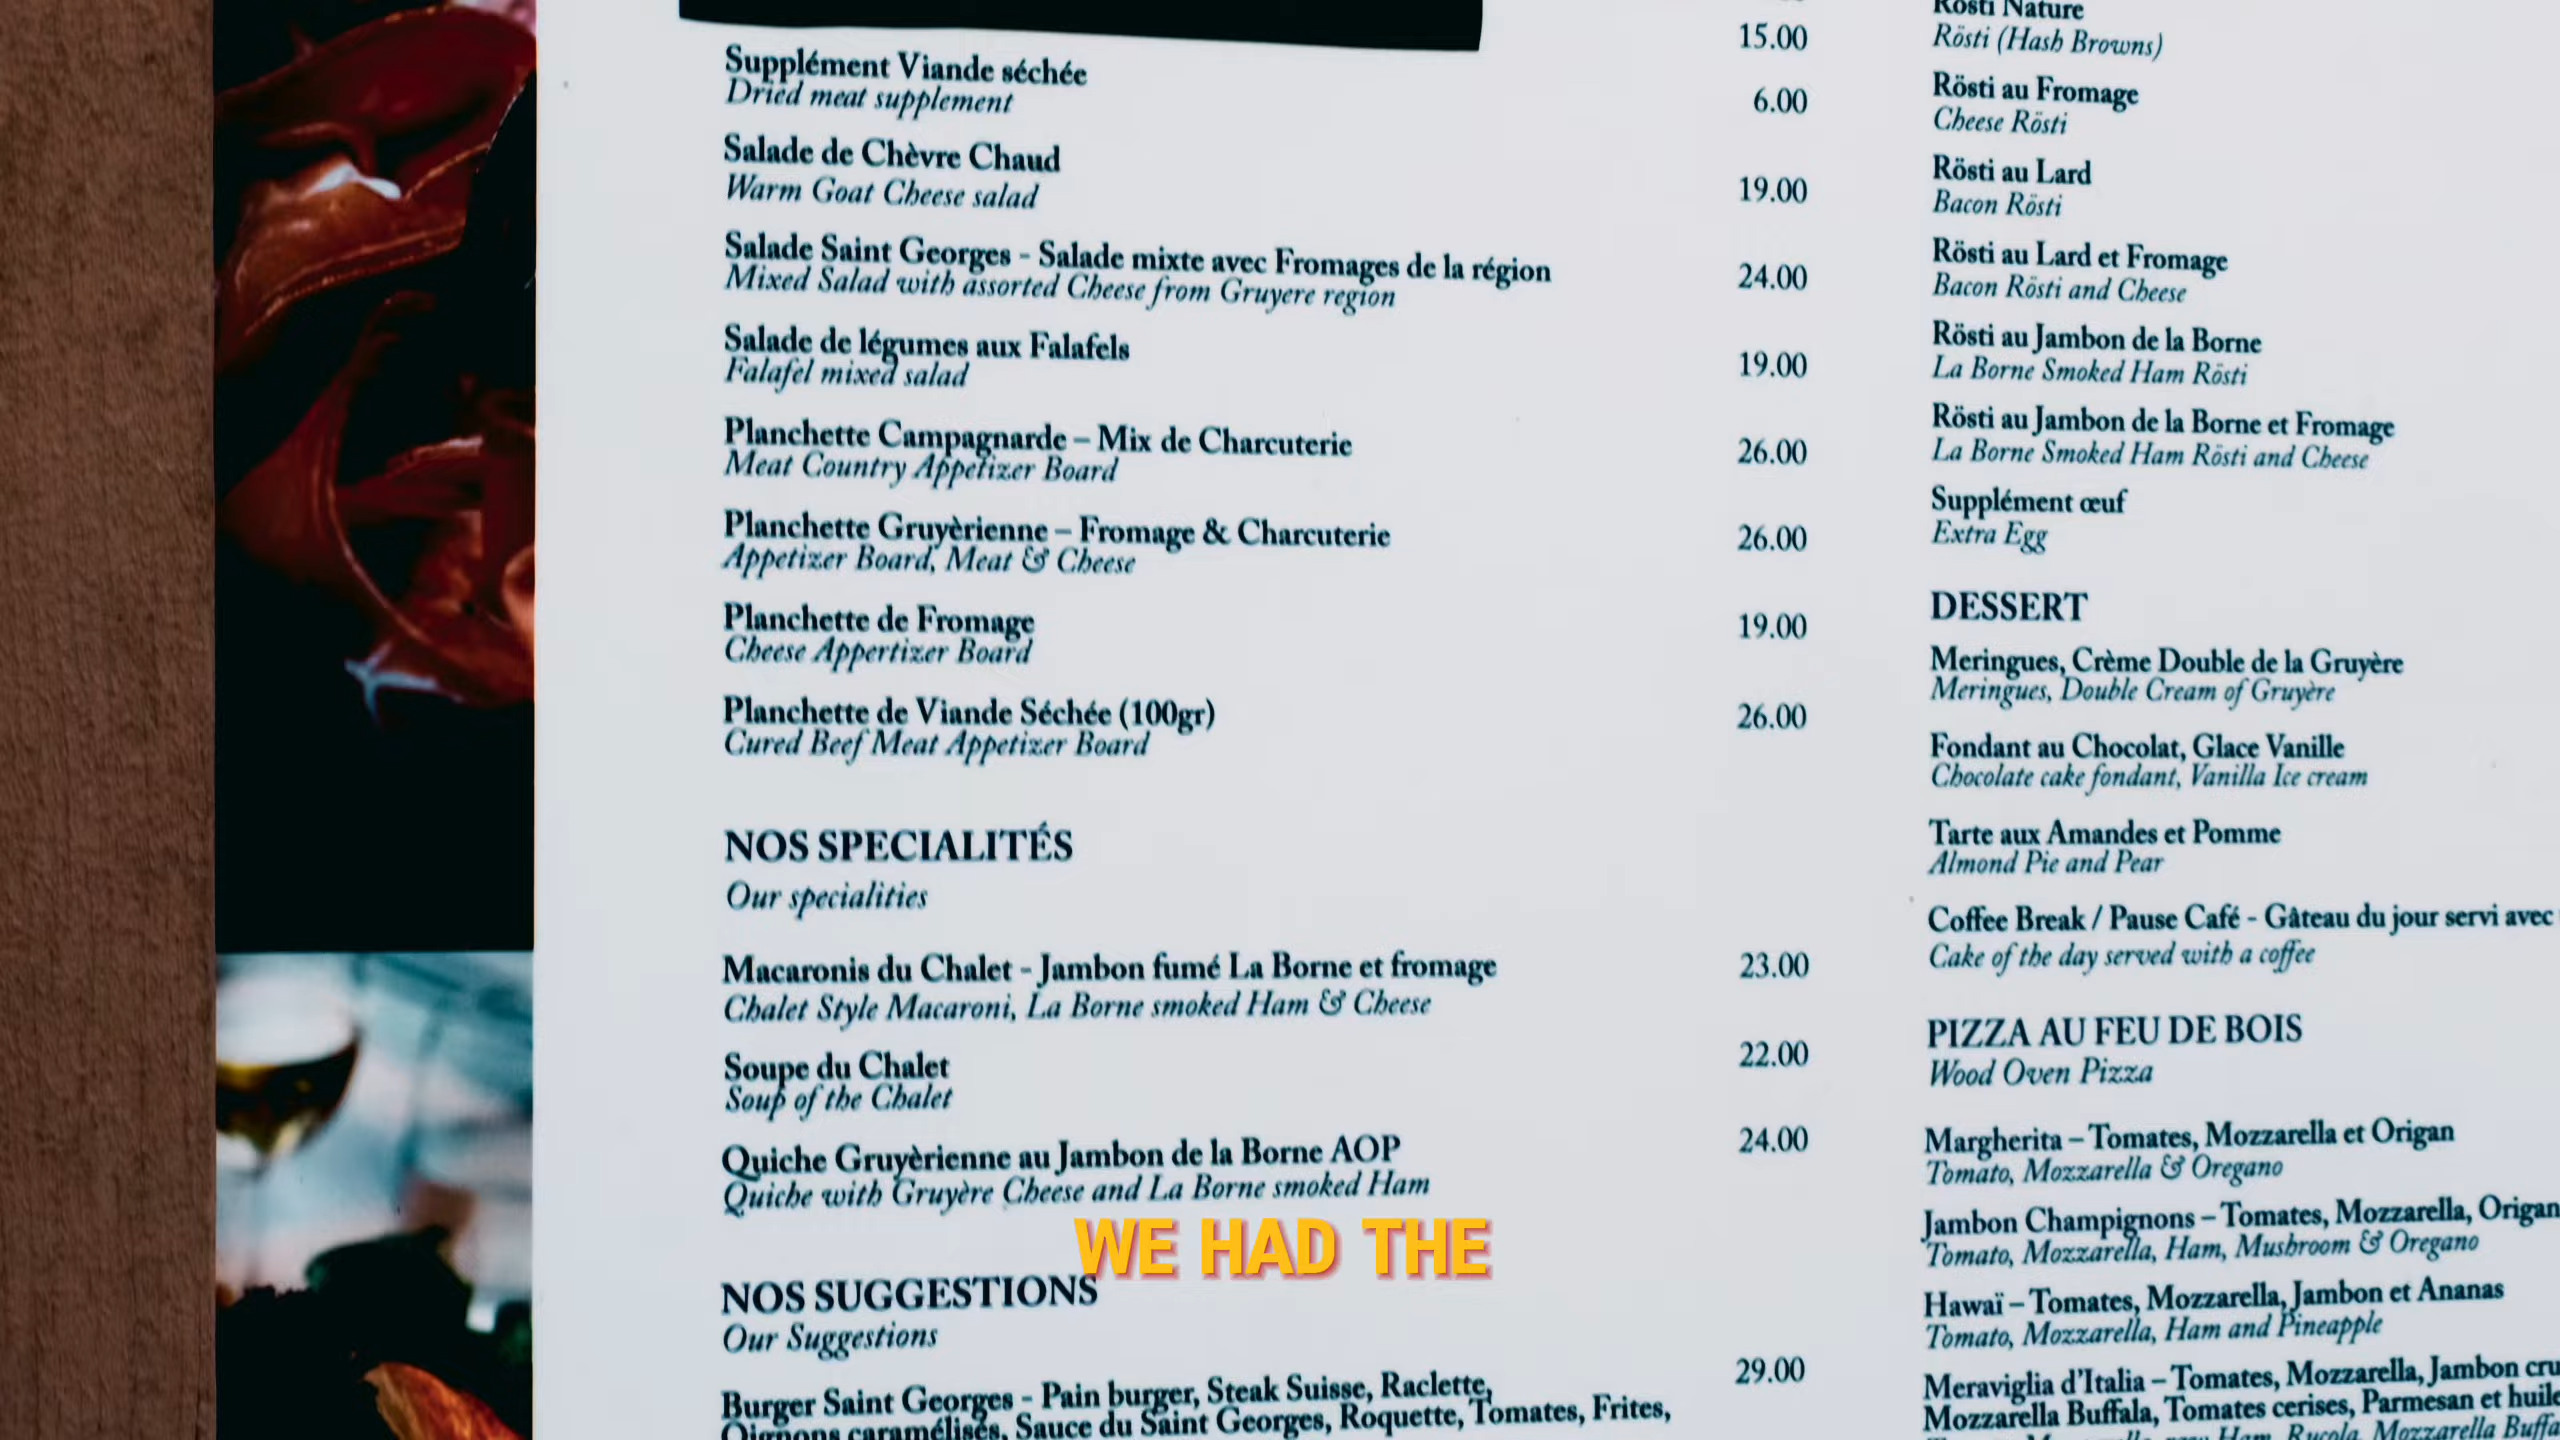 15.00
Supplément Viande séchée
Dried meat supplement
6.00
Salade de Chèvre Chaud
Warm Goat Cheese salad
19.00
Salade Saint Georges - Salade mixte avec Fromages de la région
Mixed Salad with assorted Cheese from Gruyere region
24.00
Salade de légumes aux Falafels
Falafel mixed salad
19.00
Planchette Campagnarde – Mix de Charcuterie
Meat Country Appetizer Board
26.00
Planchette Gruyèrienne – Fromage & Charcuterie
Appetizer Board, Meat & Cheese
26.00
Planchette de Fromage
Cheese Appertizer Board
19.00
Planchette de Viande Séchée (100gr)
Cured Beef Meat Appetizer Board
26.00
NOS SPECIALITÉS
Our specialities
Macaronis du Chalet - Jambon fumé La Borne et fromage
Chalet Style Macaroni, La Borne smoked Ham & Cheese
23.00
Soupe du Chalet
Soup of the Chalet
22.00
Quiche Gruyèrienne au Jambon de la Borne AOP
Quiche with Gruyère Cheese and La Borne smoked Ham
24.00
WE HAD THE
NOS SUGGESTIONS
Our Suggestions
Burger Saint Georges - Pain burger, Steak Suisse, Raclette,
Oignons caramélisés, Sauce du Saint Georges, Roquette, Tomates, Frites,
29.00
Rösti Nature
Rösti (Hash Browns)
Rösti au Fromage
Cheese Rösti
Rösti au Lard
Bacon Rösti
Rösti au Lard et Fromage
Bacon Rösti and Cheese
Rösti au Jambon de la Borne
La Borne Smoked Ham Rösti
Rösti au Jambon de la Borne et Fromage
La Borne Smoked Ham Rösti and Cheese
Supplément œuf
Extra Egg
DESSERT
Meringues, Crème Double de la Gruyère
Meringues, Double Cream of Gruyère
Fondant au Chocolat, Glace Vanille
Chocolate cake fondant, Vanilla Ice cream
Tarte aux Amandes et Pomme
Almond Pie and Pear
Coffee Break / Pause Café - Gâteau du jour servi avec
Cake of the day served with a coffee
PIZZA AU FEU DE BOIS
Wood Oven Pizza
Margherita – Tomates, Mozzarella et Origan
Tomato, Mozzarella & Oregano
Jambon Champignons – Tomates, Mozzarella, Origan
Tomato, Mozzarella, Ham, Mushroom & Oregano
Hawaï – Tomates, Mozzarella, Jambon et Ananas
Tomato, Mozzarella, Ham and Pineapple
Meraviglia d'Italia – Tomates, Mozzarella, Jambon cru
Mozzarella Buffala, Tomates cerises, Parmesan et huile
Ham, Rucola, Mozzarella